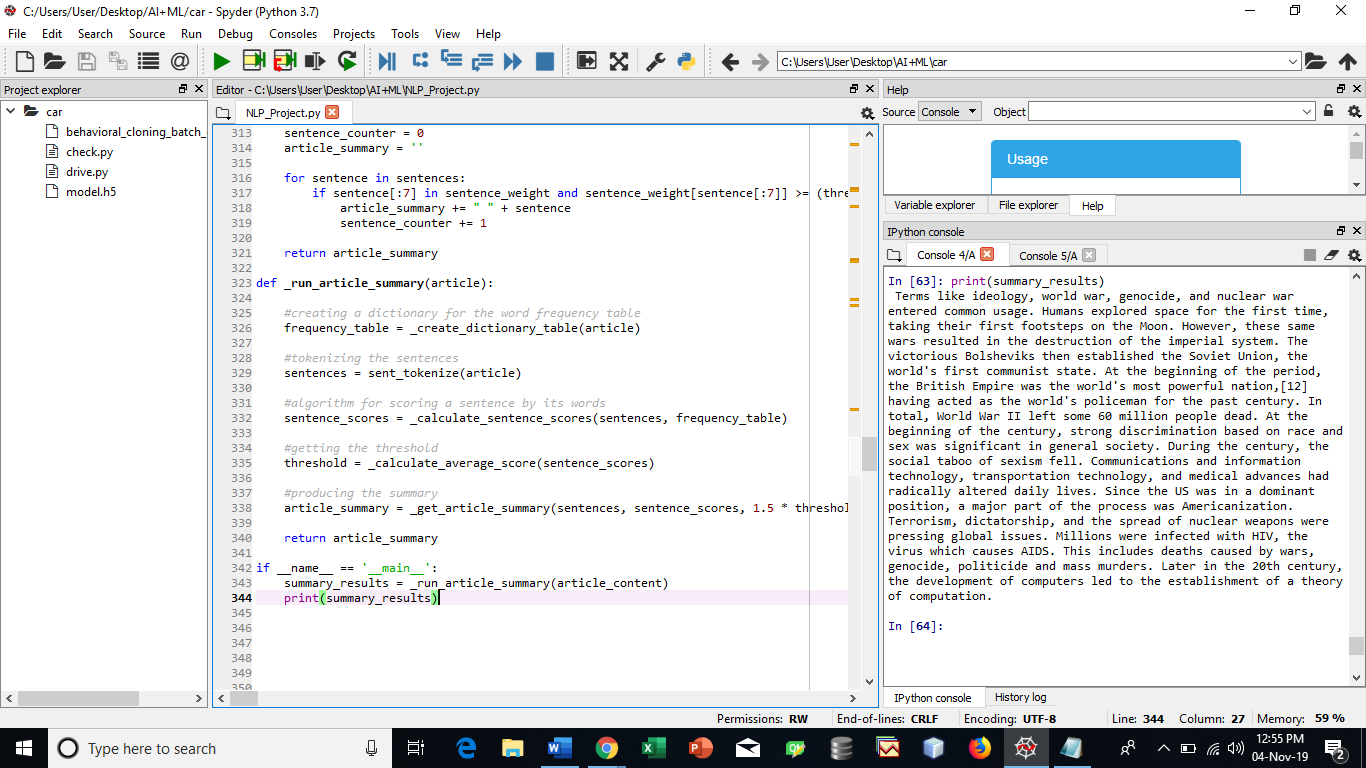 C:/Users/User/Desktop/AI+ML/car - Spyder (Python 3.7)
File Edit Search Source Run Debug Consoles Projects Tools View Help
C:\Users\User\Desktop\AI+ML\car
Project explorer
car
behavioral_cloning_batch_
check.py
drive.py
model.h5
Editor - C:\Users\User\Desktop\AI+ML\NLP_Project.py
NLP_Project.py
313 sentence_counter = 0
314 article_summary = ''
315
316 for sentence in sentences:
317 if sentence[:7] in sentence_weight and sentence_weight[sentence[:7]] >= (thre
318 article_summary += " " + sentence
319 sentence_counter += 1
320
321 return article_summary
322
323 def _run_article_summary(article):
324
325 #creating a dictionary for the word frequency table
326 frequency_table = _create_dictionary_table(article)
327
328 #tokenizing the sentences
329 sentences = sent_tokenize(article)
330
331 #algorithm for scoring a sentence by its words
332 sentence_scores = _calculate_sentence_scores(sentences, frequency_table)
333
334 #getting the threshold
335 threshold = _calculate_average_score(sentence_scores)
336
337 #producing the summary
338 article_summary = _get_article_summary(sentences, sentence_scores, 1.5 * threshol
339
340 return article_summary
341
342 if __name__ == '__main__':
343 summary_results = _run_article_summary(article_content)
344 print(summary_results)
345
346
347
348
349
350
Help
Source Console Object
Usage
Variable explorer File explorer Help
IPython console
Console 4/A Console 5/A
In [63]: print(summary_results)
Terms like ideology, world war, genocide, and nuclear war
entered common usage. Humans explored space for the first time,
taking their first footsteps on the Moon. However, these same
wars resulted in the destruction of the imperial system. The
victorious Bolsheviks then established the Soviet Union, the
world's first communist state. At the beginning of the period,
the British Empire was the world's most powerful nation,[12]
having acted as the world's policeman for the past century. In
total, World War II left some 60 million people dead. At the
beginning of the century, strong discrimination based on race and
sex was significant in general society. During the century, the
social taboo of sexism fell. Communications and information
technology, transportation technology, and medical advances had
radically altered daily lives. Since the US was in a dominant
position, a major part of the process was Americanization.
Terrorism, dictatorship, and the spread of nuclear weapons were
pressing global issues. Millions were infected with HIV, the
virus which causes AIDS. This includes deaths caused by wars,
genocide, politicide and mass murders. Later in the 20th century,
the development of computers led to the establishment of a theory
of computation.
In [64]:
IPython console History log
Permissions: RW End-of-lines: CRLF Encoding: UTF-8 Line: 344 Column: 27 Memory: 59 %
Type here to search
12:55 PM
04-Nov-19
2